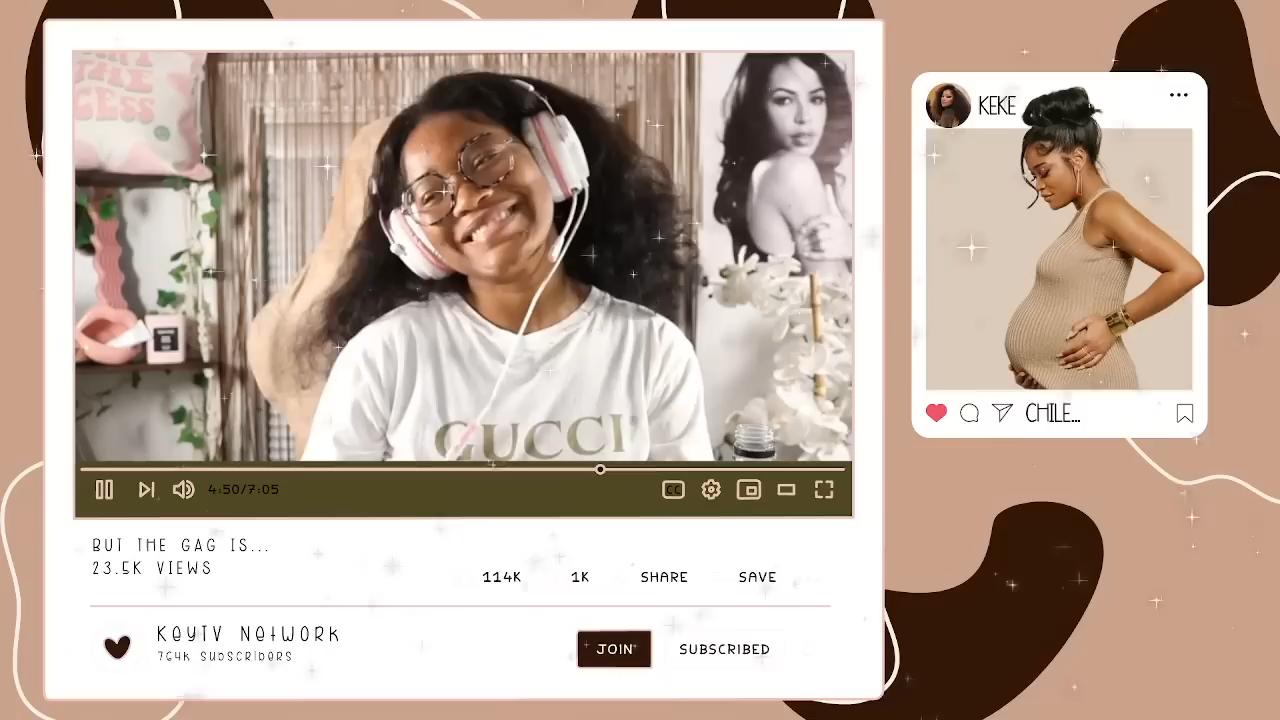 THE
CESS
GUCCI
4:50/7:05
CC
BUT THE GAG IS...
23.5K VIEWS
114K 1K SHARE SAVE
KeyTV NetWORK
764K SUBSCRIBERS
JOIN SUBSCRIBED
KEKE
CHILE...